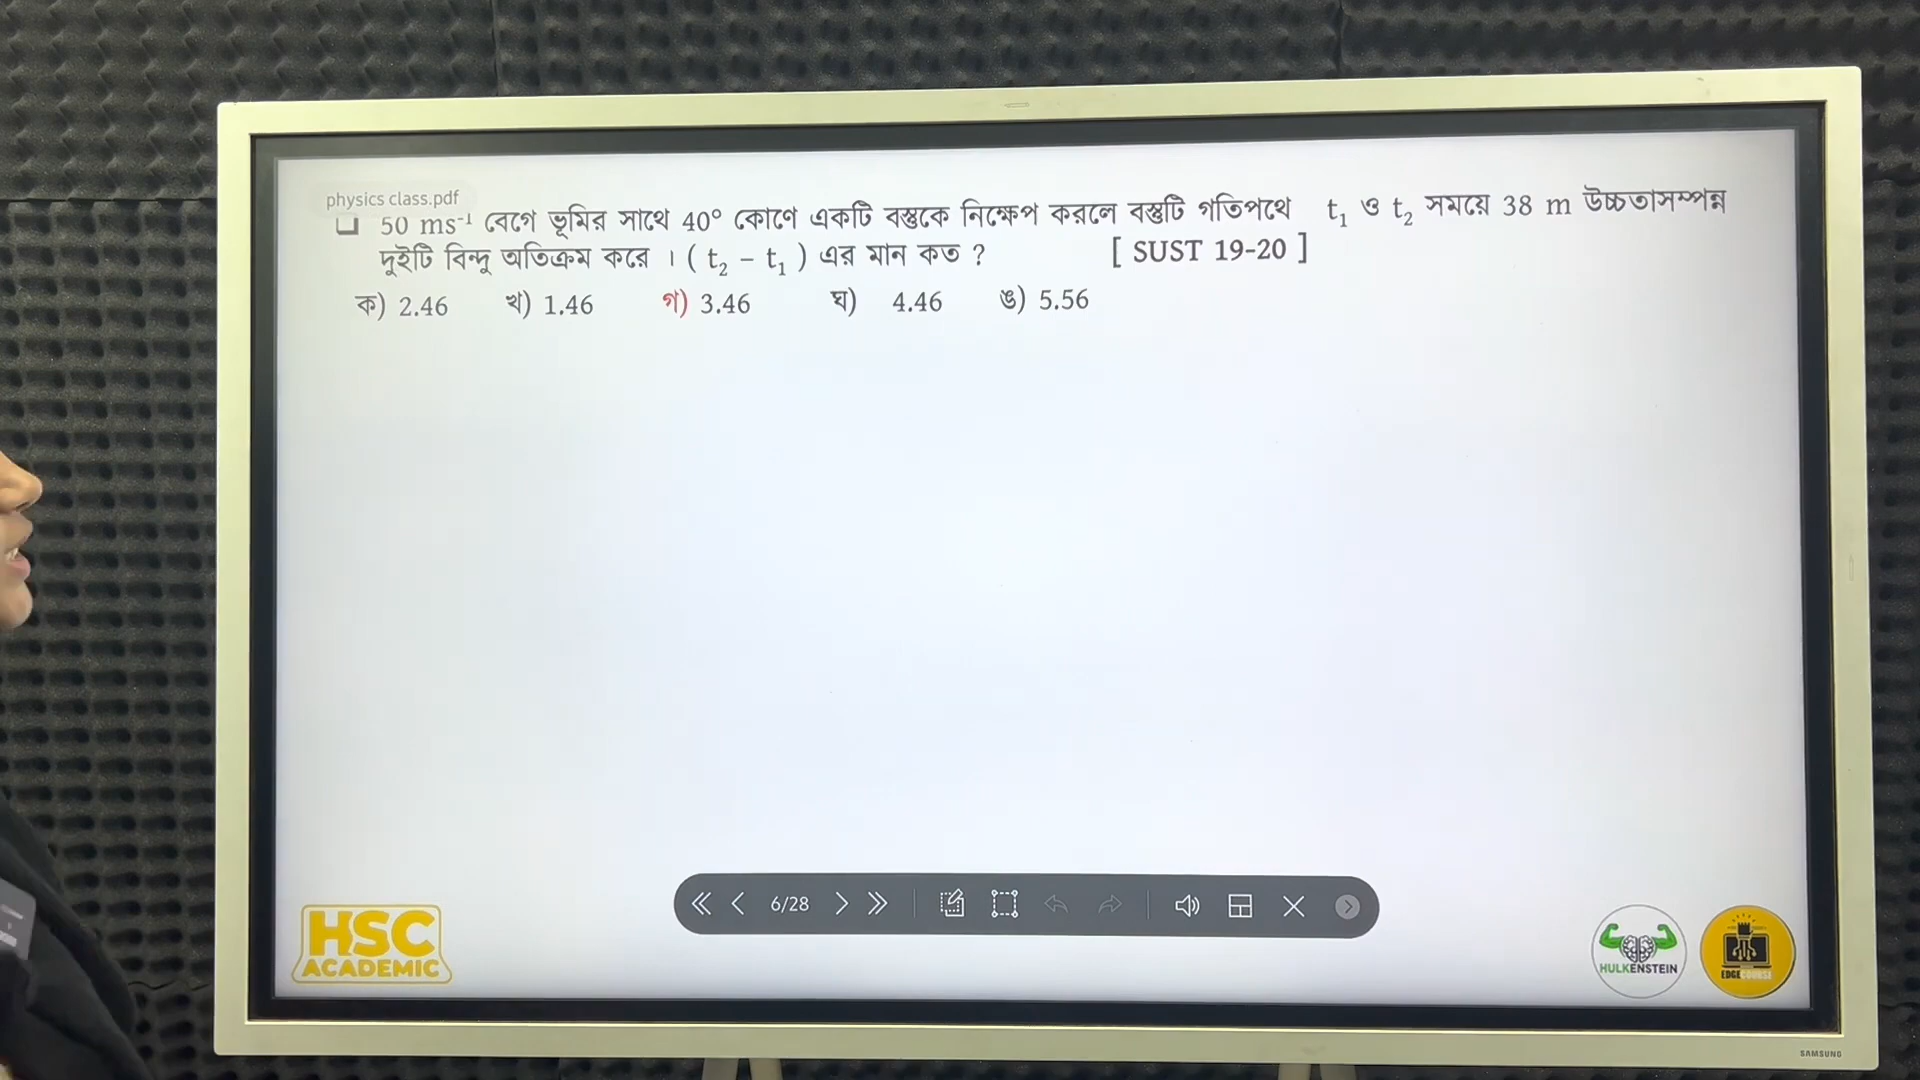 physics class.pdf
❑ 50 ms⁻¹ বেগে ভূমির সাথে 40° কোণে একটি বস্তুকে নিক্ষেপ করলে বস্তুটি গতিপথে t₁ ও t₂ সময়ে 38 m উচ্চতাসম্পন্ন
দুইটি বিন্দু অতিক্রম করে । ( t₂ − t₁ ) এর মান কত ? [ SUST 19-20 ]
ক) 2.46 খ) 1.46 গ) 3.46 ঘ) 4.46 ঙ) 5.56
6/28
HSC
ACADEMIC
HULKENSTEIN
EDGECOURSE
SAMSUNG